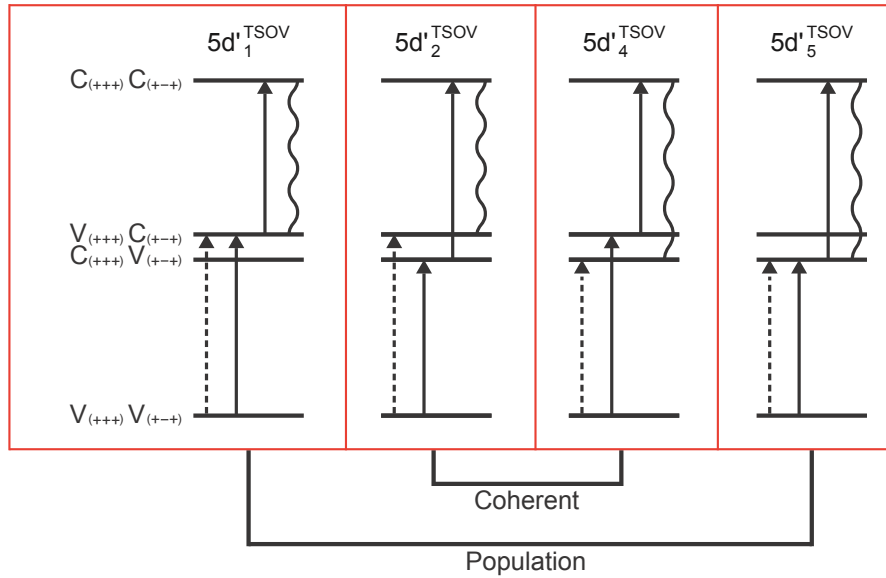 5d'₁ᵀˢᴼⱽ 5d'₂ᵀˢᴼⱽ 5d'₄ᵀˢᴼⱽ 5d'₅ᵀˢᴼⱽ
C(+++) C(+−+)
V(+++) C(+−+)
C(+++) V(+−+)
V(+++) V(+−+)
Coherent
Population